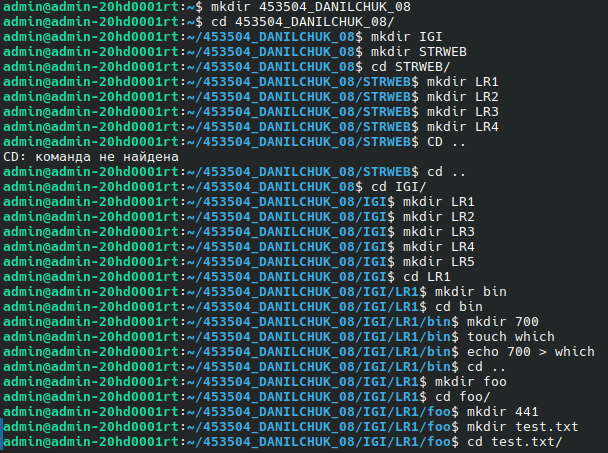 admin@admin-20hd0001rt:~$ mkdir 453504_DANILCHUK_08
admin@admin-20hd0001rt:~$ cd 453504_DANILCHUK_08/
admin@admin-20hd0001rt:~/453504_DANILCHUK_08$ mkdir IGI
admin@admin-20hd0001rt:~/453504_DANILCHUK_08$ mkdir STRWEB
admin@admin-20hd0001rt:~/453504_DANILCHUK_08$ cd STRWEB/
admin@admin-20hd0001rt:~/453504_DANILCHUK_08/STRWEB$ mkdir LR1
admin@admin-20hd0001rt:~/453504_DANILCHUK_08/STRWEB$ mkdir LR2
admin@admin-20hd0001rt:~/453504_DANILCHUK_08/STRWEB$ mkdir LR3
admin@admin-20hd0001rt:~/453504_DANILCHUK_08/STRWEB$ mkdir LR4
admin@admin-20hd0001rt:~/453504_DANILCHUK_08/STRWEB$ CD ..
CD: команда не найдена
admin@admin-20hd0001rt:~/453504_DANILCHUK_08/STRWEB$ cd ..
admin@admin-20hd0001rt:~/453504_DANILCHUK_08$ cd IGI/
admin@admin-20hd0001rt:~/453504_DANILCHUK_08/IGI$ mkdir LR1
admin@admin-20hd0001rt:~/453504_DANILCHUK_08/IGI$ mkdir LR2
admin@admin-20hd0001rt:~/453504_DANILCHUK_08/IGI$ mkdir LR3
admin@admin-20hd0001rt:~/453504_DANILCHUK_08/IGI$ mkdir LR4
admin@admin-20hd0001rt:~/453504_DANILCHUK_08/IGI$ mkdir LR5
admin@admin-20hd0001rt:~/453504_DANILCHUK_08/IGI$ cd LR1
admin@admin-20hd0001rt:~/453504_DANILCHUK_08/IGI/LR1$ mkdir bin
admin@admin-20hd0001rt:~/453504_DANILCHUK_08/IGI/LR1$ cd bin
admin@admin-20hd0001rt:~/453504_DANILCHUK_08/IGI/LR1/bin$ mkdir 700
admin@admin-20hd0001rt:~/453504_DANILCHUK_08/IGI/LR1/bin$ touch which
admin@admin-20hd0001rt:~/453504_DANILCHUK_08/IGI/LR1/bin$ echo 700 > which
admin@admin-20hd0001rt:~/453504_DANILCHUK_08/IGI/LR1/bin$ cd ..
admin@admin-20hd0001rt:~/453504_DANILCHUK_08/IGI/LR1$ mkdir foo
admin@admin-20hd0001rt:~/453504_DANILCHUK_08/IGI/LR1$ cd foo/
admin@admin-20hd0001rt:~/453504_DANILCHUK_08/IGI/LR1/foo$ mkdir 441
admin@admin-20hd0001rt:~/453504_DANILCHUK_08/IGI/LR1/foo$ mkdir test.txt
admin@admin-20hd0001rt:~/453504_DANILCHUK_08/IGI/LR1/foo$ cd test.txt/